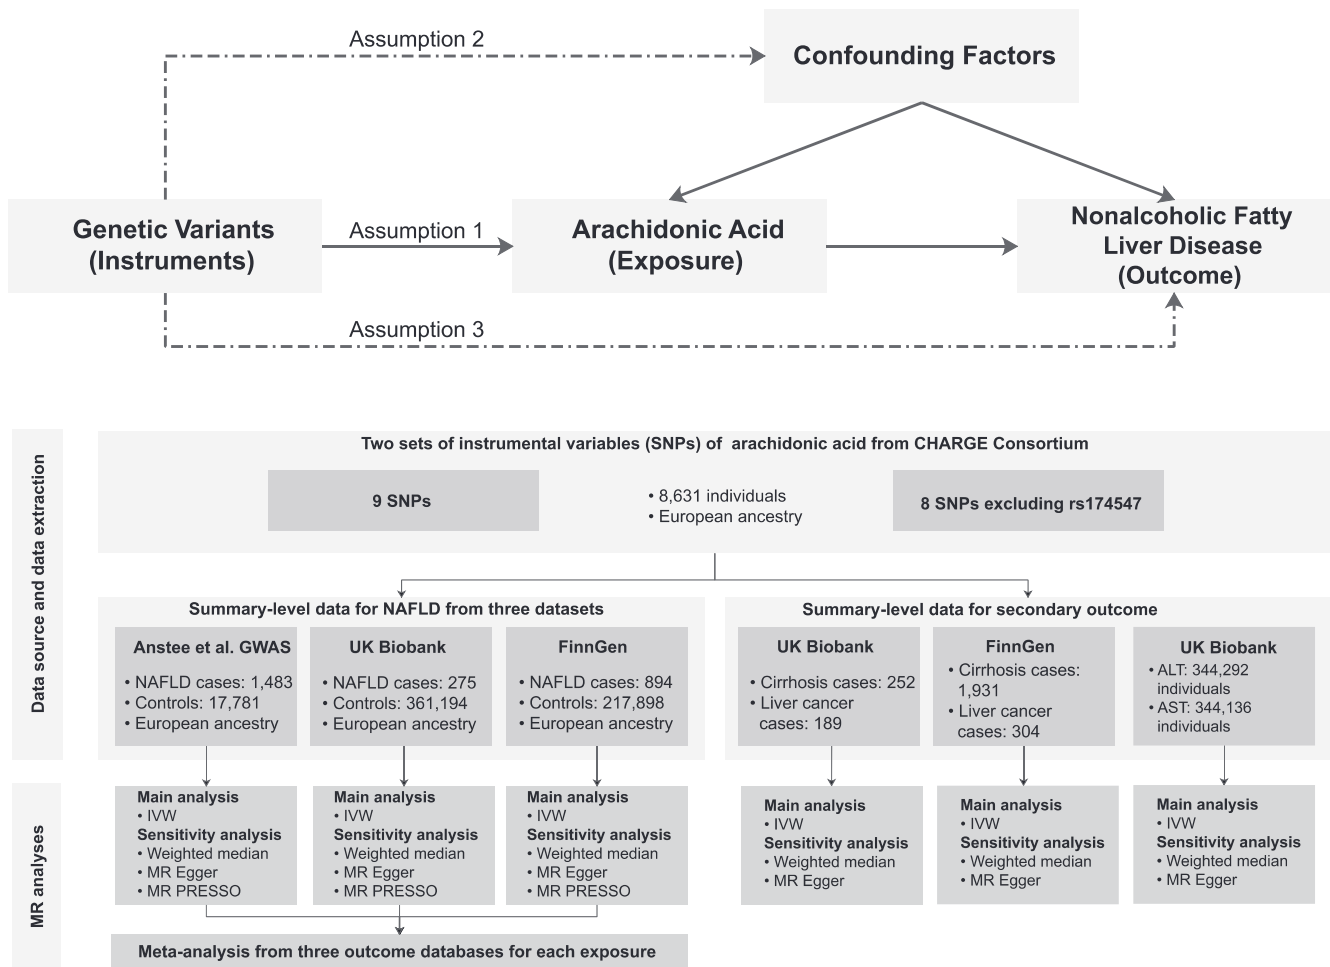 Assumption 2
Confounding Factors
Genetic Variants
(Instruments)
Assumption 1
Arachidonic Acid
(Exposure)
Nonalcoholic Fatty
Liver Disease
(Outcome)
Assumption 3
Data source and data extraction
Two sets of instrumental variables (SNPs) of arachidonic acid from CHARGE Consortium
9 SNPs
• 8,631 individuals
• European ancestry
8 SNPs excluding rs174547
Summary-level data for NAFLD from three datasets
Anstee et al. GWAS
• NAFLD cases: 1,483
• Controls: 17,781
• European ancestry
UK Biobank
• NAFLD cases: 275
• Controls: 361,194
• European ancestry
FinnGen
• NAFLD cases: 894
• Controls: 217,898
• European ancestry
Summary-level data for secondary outcome
UK Biobank
• Cirrhosis cases: 252
• Liver cancer
cases: 189
FinnGen
• Cirrhosis cases:
1,931
• Liver cancer
cases: 304
UK Biobank
• ALT: 344,292
individuals
• AST: 344,136
individuals
MR analyses
Main analysis
• IVW
Sensitivity analysis
• Weighted median
• MR Egger
• MR PRESSO
Main analysis
• IVW
Sensitivity analysis
• Weighted median
• MR Egger
• MR PRESSO
Main analysis
• IVW
Sensitivity analysis
• Weighted median
• MR Egger
• MR PRESSO
Main analysis
• IVW
Sensitivity analysis
• Weighted median
• MR Egger
Main analysis
• IVW
Sensitivity analysis
• Weighted median
• MR Egger
Main analysis
• IVW
Sensitivity analysis
• Weighted median
• MR Egger
Meta-analysis from three outcome databases for each exposure